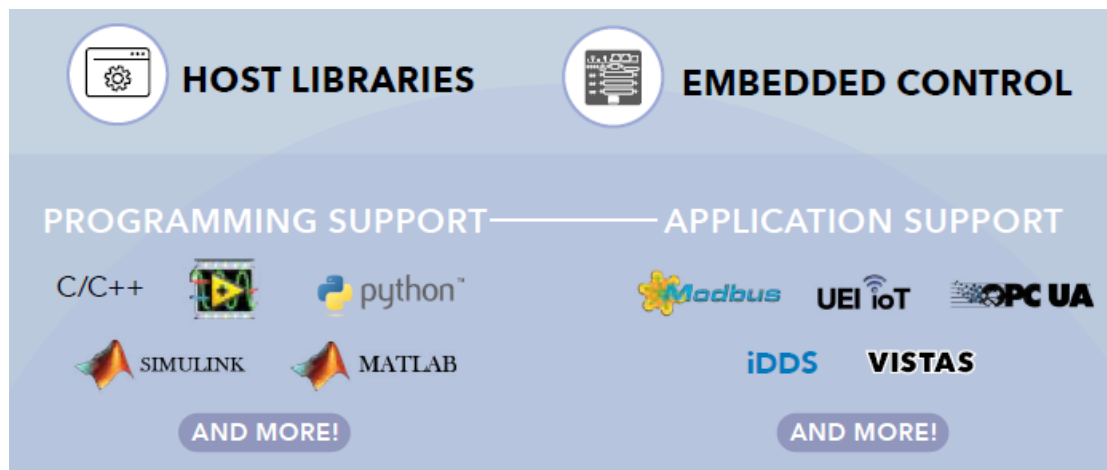 HOST LIBRARIES
EMBEDDED CONTROL
PROGRAMMING SUPPORT
APPLICATION SUPPORT
C/C++
python™
Modbus
UEI IoT
OPC UA
SIMULINK
MATLAB
iDDS
VISTAS
AND MORE!
AND MORE!